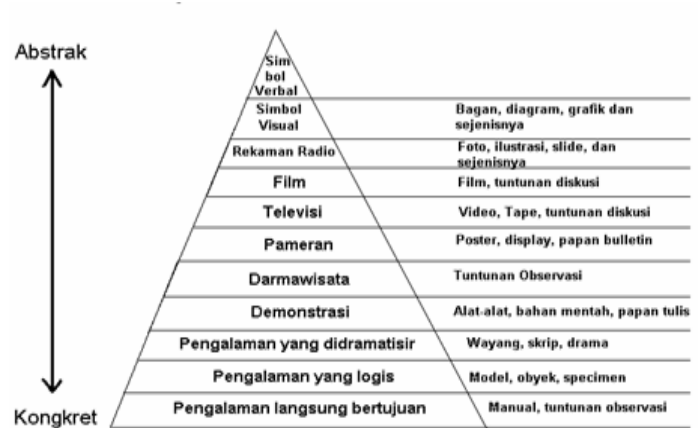 Abstrak
Sim
bol
Verbal
Simbol
Visual
Bagan, diagram, grafik dan
sejenisnya
Rekaman Radio
Foto, ilustrasi, slide, dan
sejenisnya
Film
Film, tuntunan diskusi
Televisi
Video, Tape, tuntunan diskusi
Pameran
Poster, display, papan bulletin
Darmawisata
Tuntunan Observasi
Demonstrasi
Alat-alat, bahan mentah, papan tulis
Pengalaman yang didramatisir
Wayang, skrip, drama
Pengalaman yang logis
Model, obyek, specimen
Kongkret
Pengalaman langsung bertujuan
Manual, tuntunan observasi